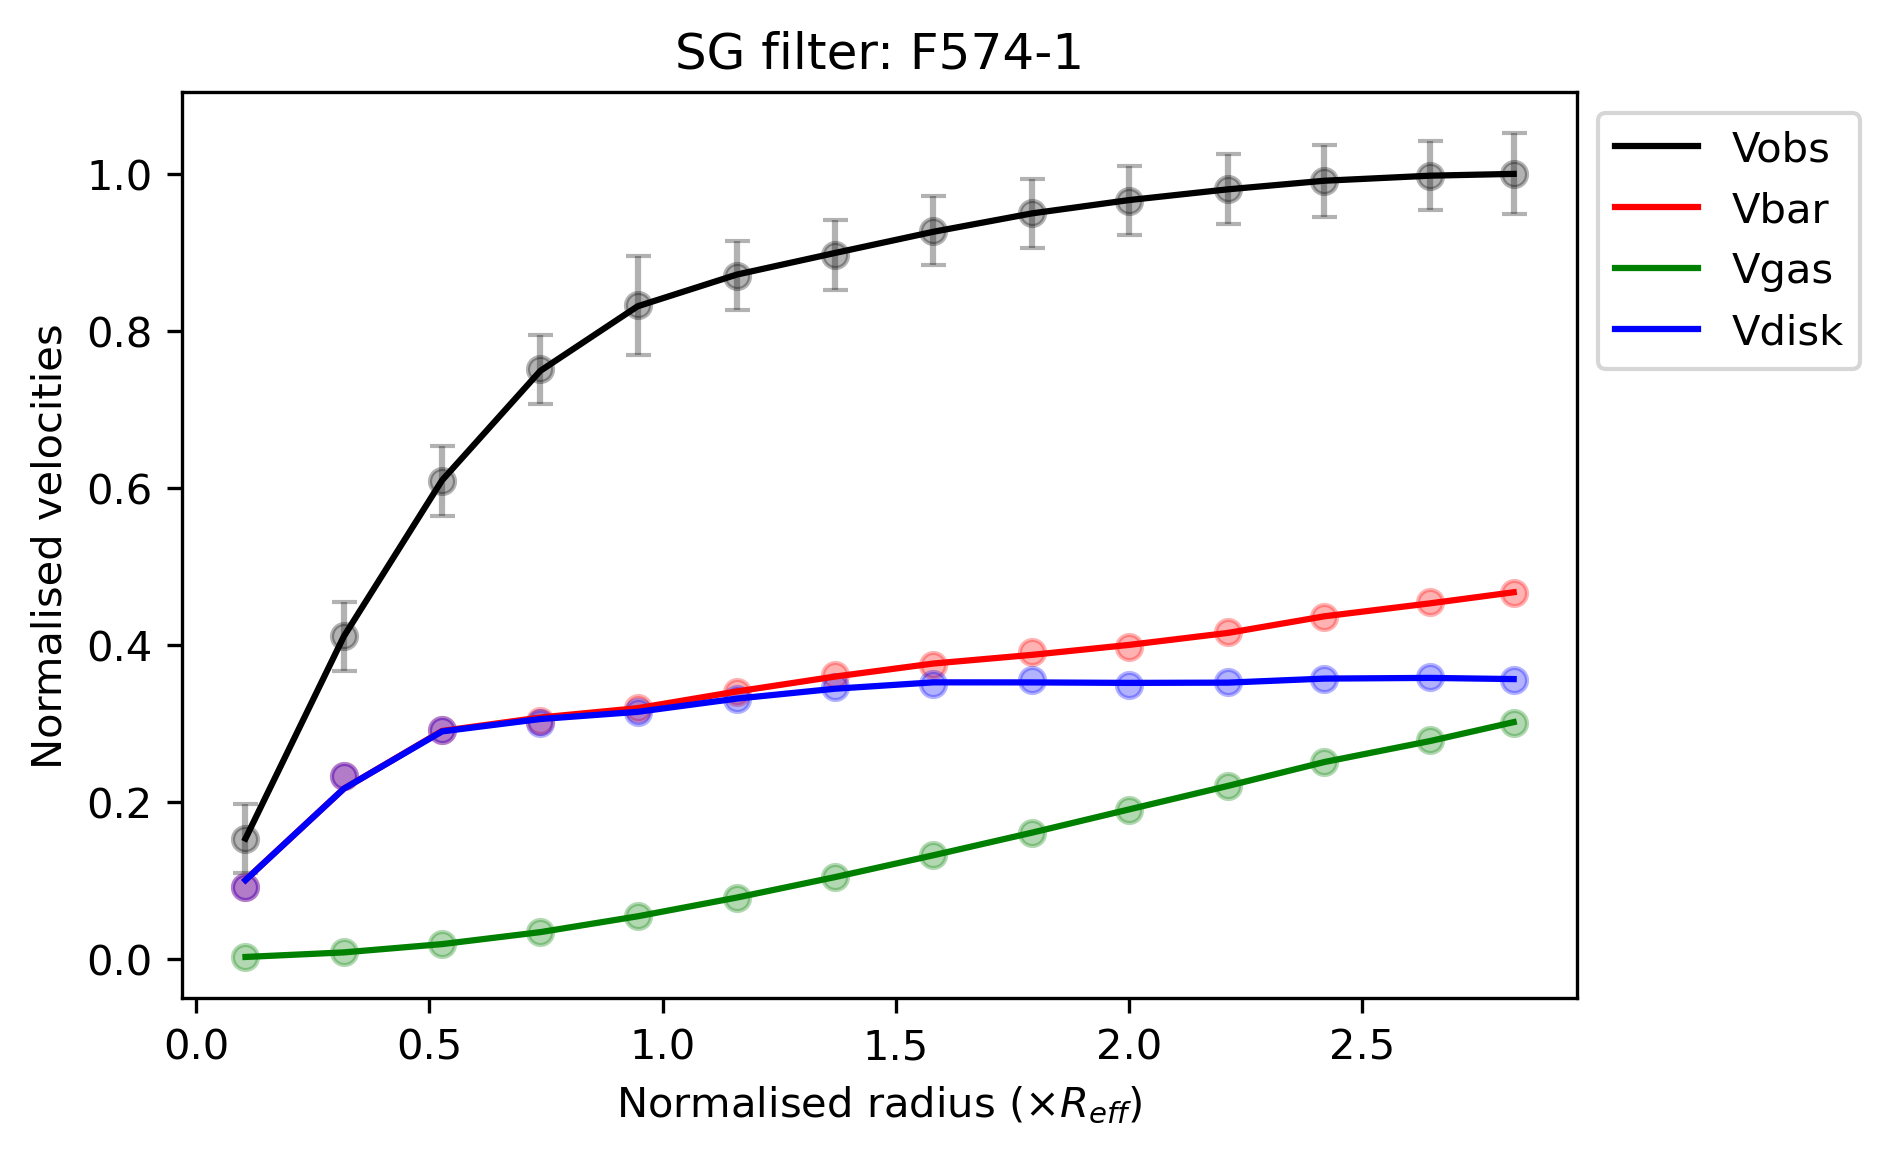 SG filter: F574-1
Normalised velocities
1.0
0.8
0.6
0.4
0.2
0.0
0.0 0.5 1.0 1.5 2.0 2.5
Normalised radius (×R_eff)
Vobs
Vbar
Vgas
Vdisk